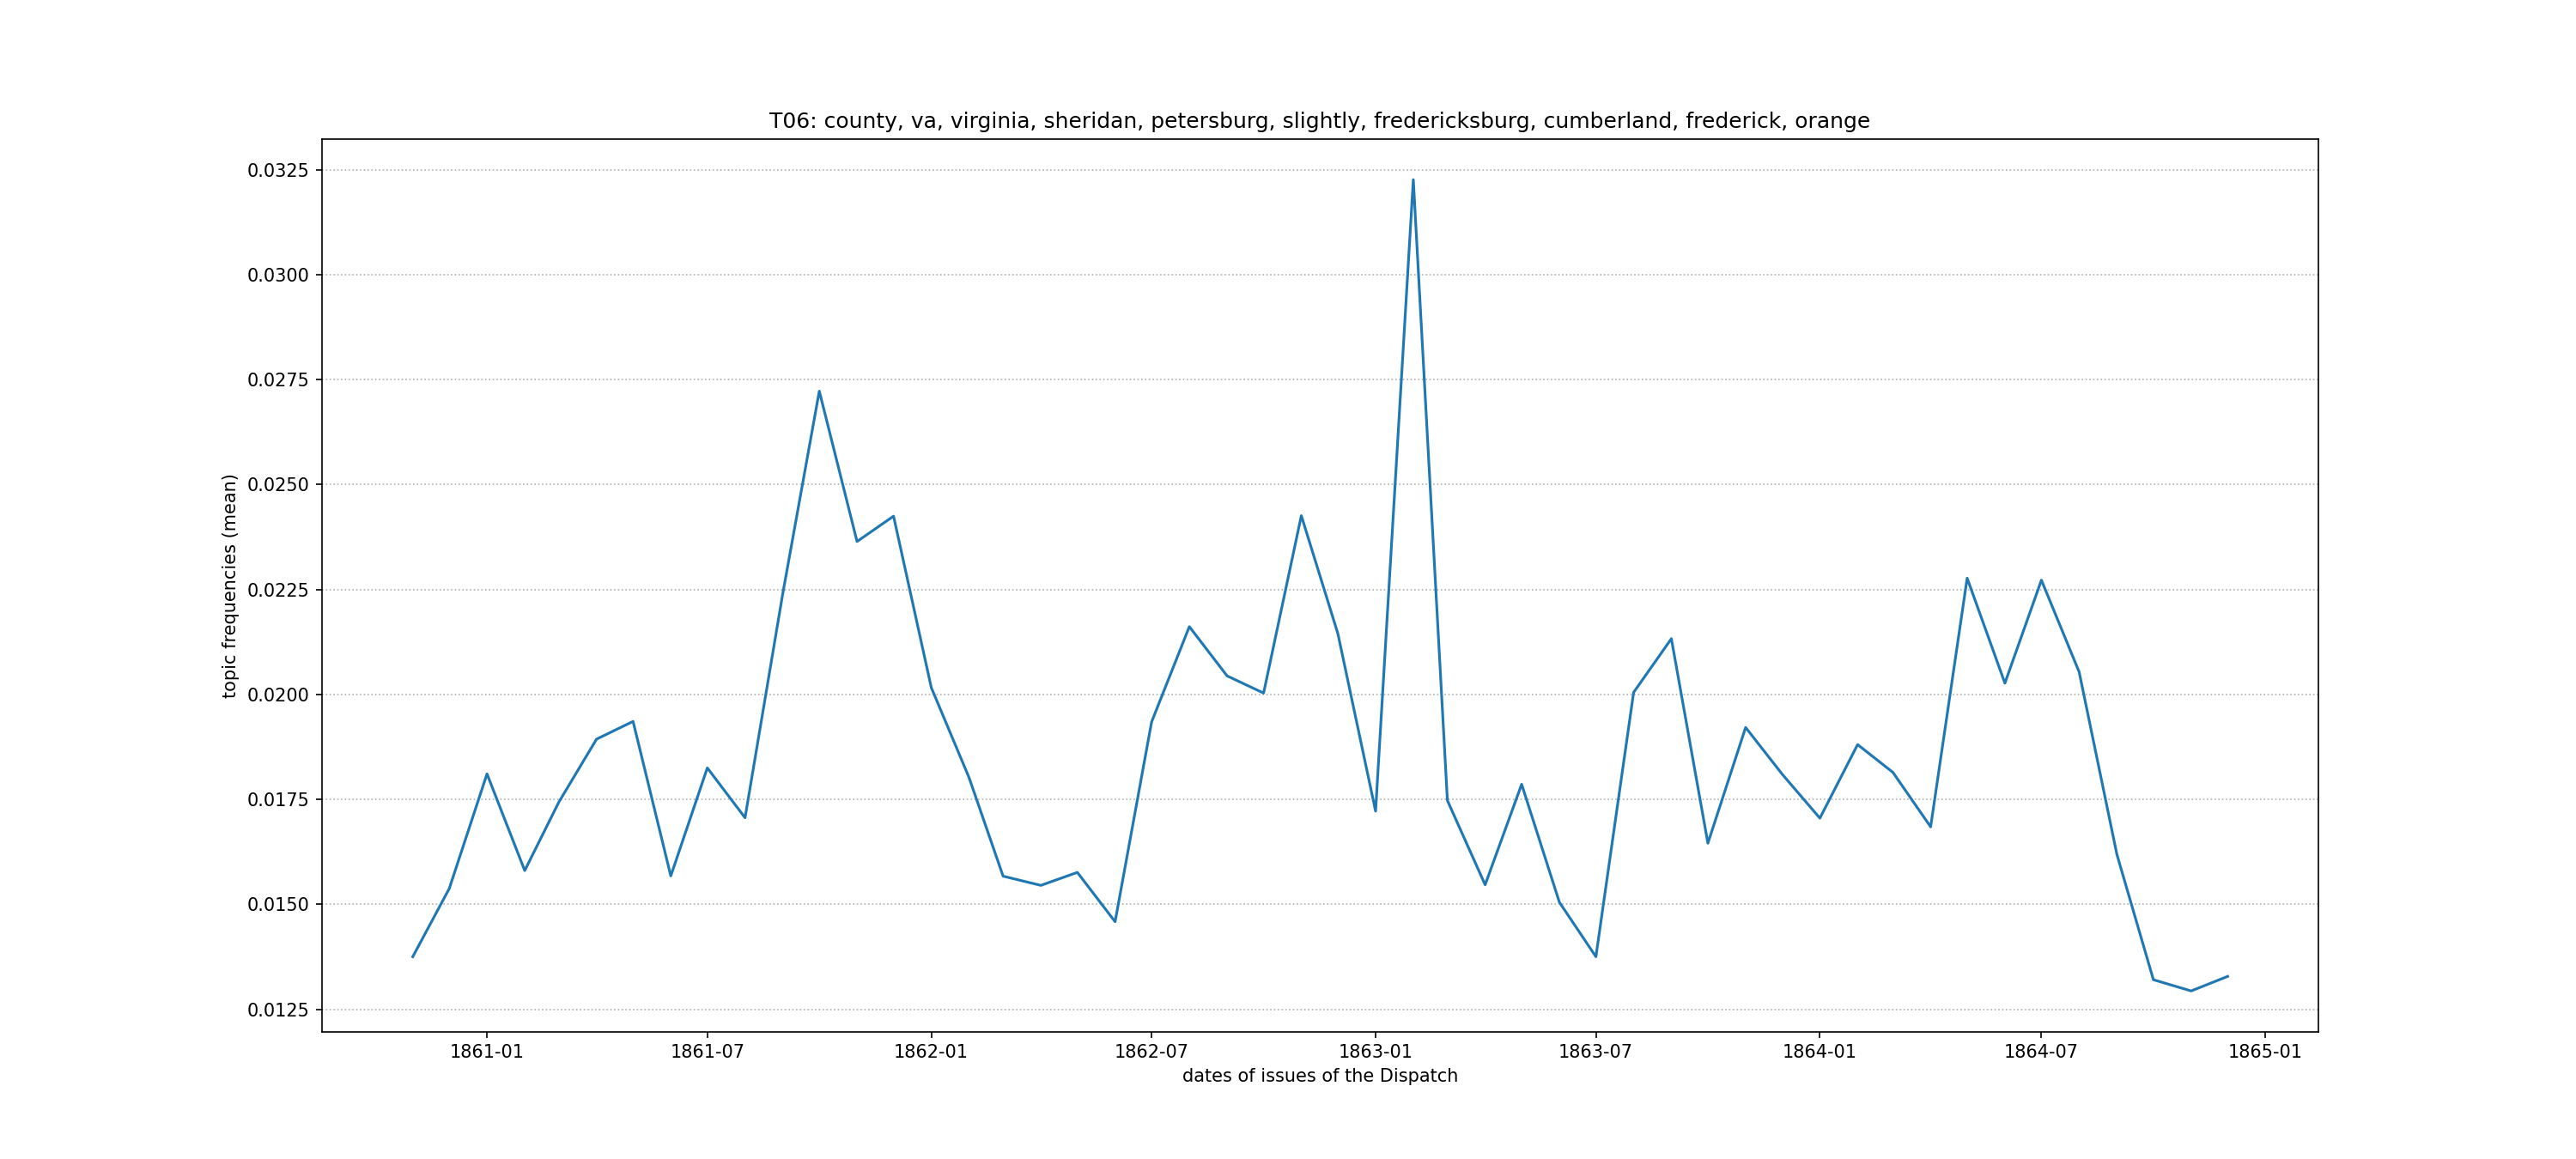 T06: county, va, virginia, sheridan, petersburg, slightly, fredericksburg, cumberland, frederick, orange
0.0325
0.0300
0.0275
0.0250
0.0225
0.0200
0.0175
0.0150
0.0125
topic frequencies (mean)
1861-01 1861-07 1862-01 1862-07 1863-01 1863-07 1864-01 1864-07 1865-01
dates of issues of the Dispatch